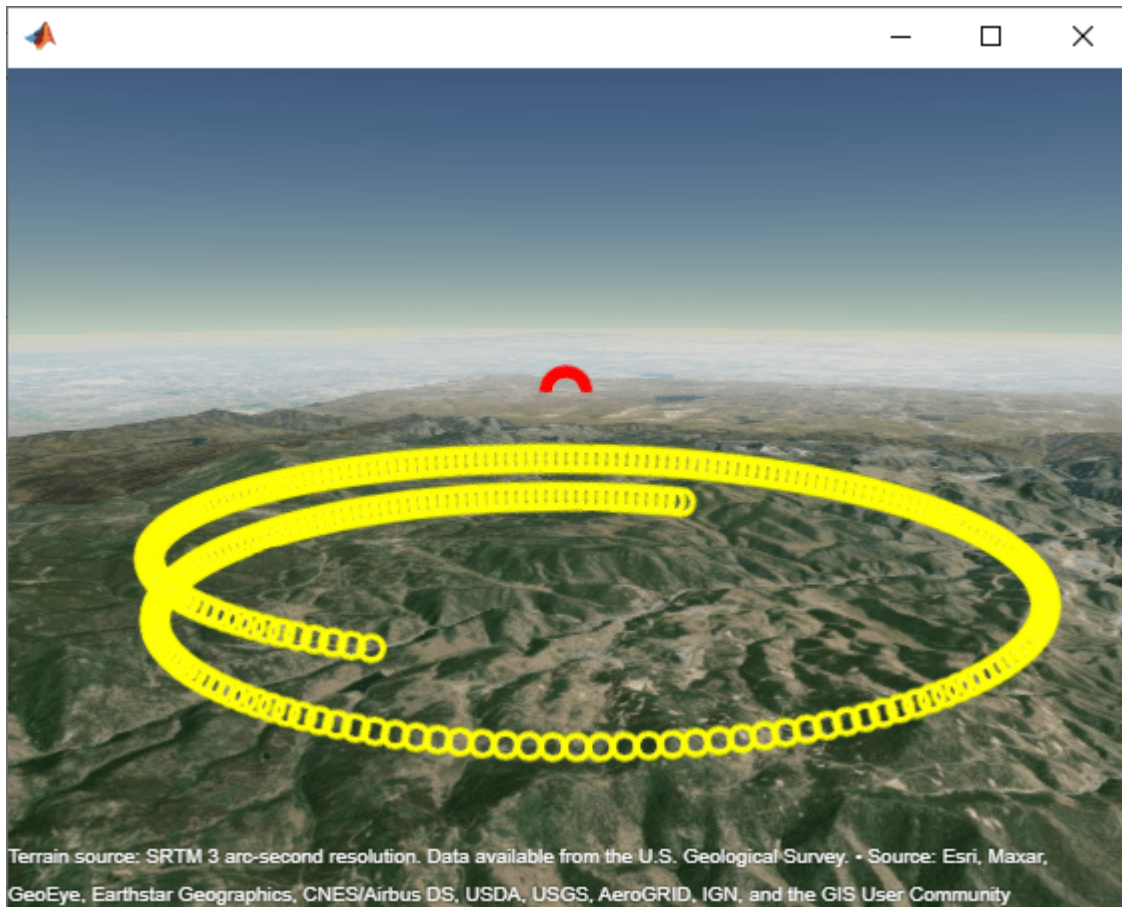 Terrain source: SRTM 3 arc-second resolution. Data available from the U.S. Geological Survey. • Source: Esri, Maxar,
GeoEye, Earthstar Geographics, CNES/Airbus DS, USDA, USGS, AeroGRID, IGN, and the GIS User Community